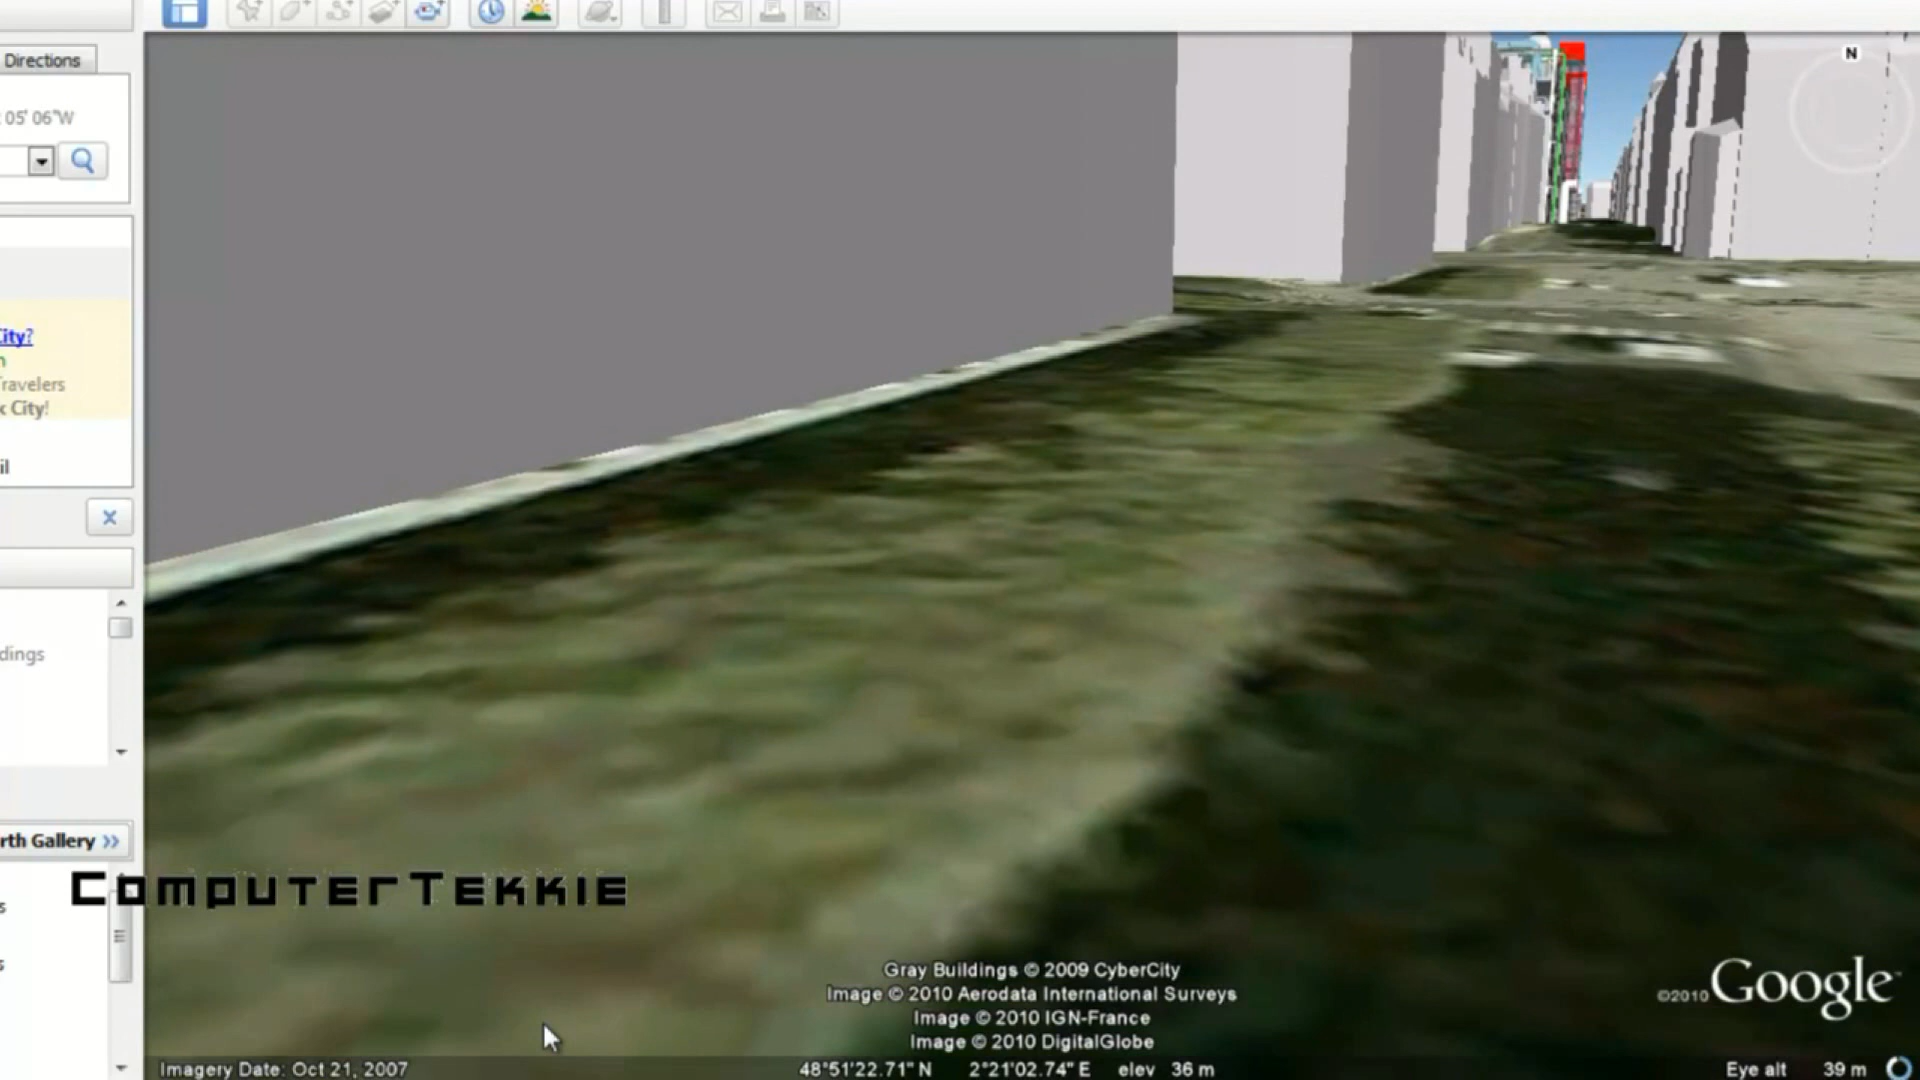 Directions
05' 06"W
N
City?
n
Travelers
k City!
il
dings
rth Gallery »
s
ComputerTekkie
s
Gray Buildings © 2009 CyberCity
Image © 2010 Aerodata International Surveys
Image © 2010 IGN-France
Image © 2010 DigitalGlobe
©2010 Google
Imagery Date: Oct 21, 2007
48°51'22.71" N 2°21'02.74" E elev 36 m
Eye alt 39 m